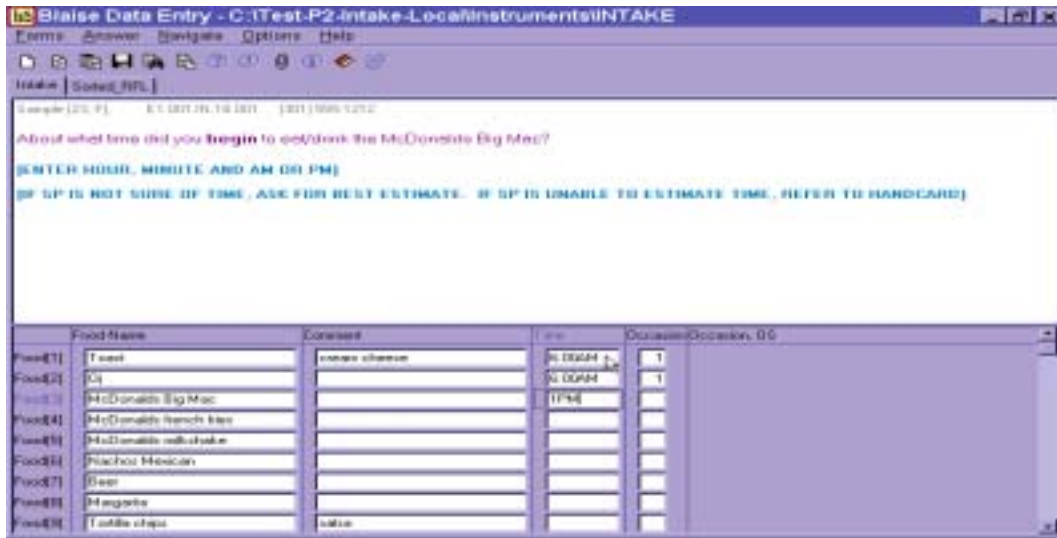 Blaise Data Entry - C:\Test-P2-Intake-Local\Instruments\INTAKE
Forms Answer Navigate Options Help
Intake Sorted_RFL
About what time did you begin to eat/drink the McDonalds Big Mac?
[ENTER HOUR, MINUTE AND AM OR PM]
[IF SP IS NOT SURE OF TIME, ASK FOR BEST ESTIMATE. IF SP IS UNABLE TO ESTIMATE TIME, REFER TO HANDCARD]
Food Name Comment Time Occasion Occasion, OS
Food[1] Toast cream cheese 6:00AM 1
Food[2] Oj 6:00AM 1
Food[3] McDonalds Big Mac 1PM
Food[4] McDonalds french fries
Food[5] McDonalds milkshake
Food[6] Nachos Mexican
Food[7] Beer
Food[8] Margarita
Food[9] Tortilla chips salsa